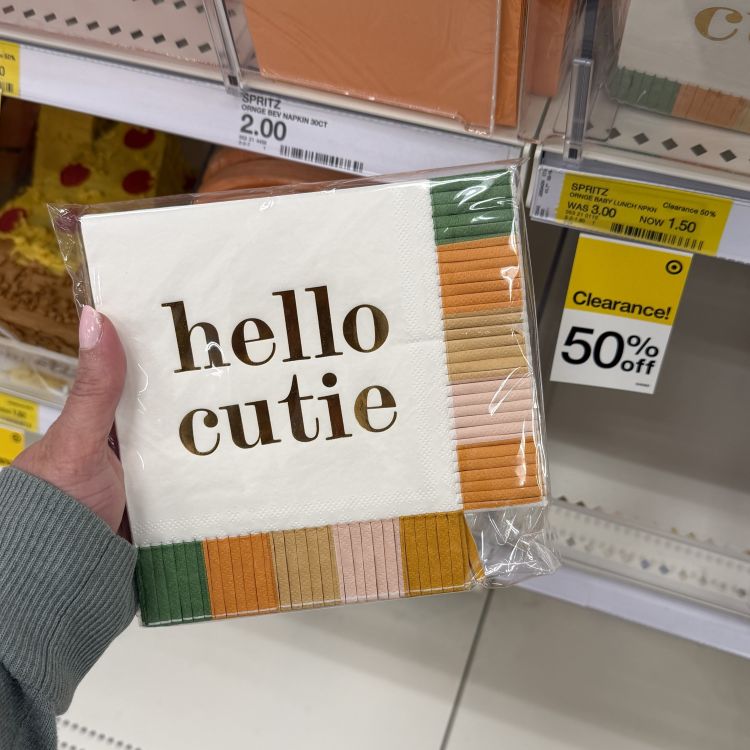 SPRITZ
ORNGE BEV NAPKIN 30CT
2.00
SPRITZ
Clearance 50%
ORNGE BABY LUNCH NPKN
WAS 3.00
NOW 1.50
Clearance!
50% off
hello
cutie